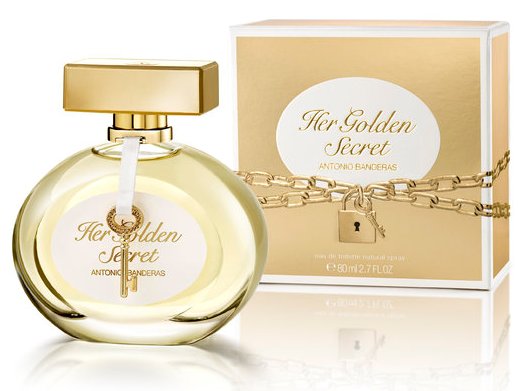 Her Golden
Secret
ANTONIO BANDERAS
Her Golden
Secret
ANTONIO BANDERAS
eau de toilette natural spray
℮ 80 ml 2.7 FL.OZ